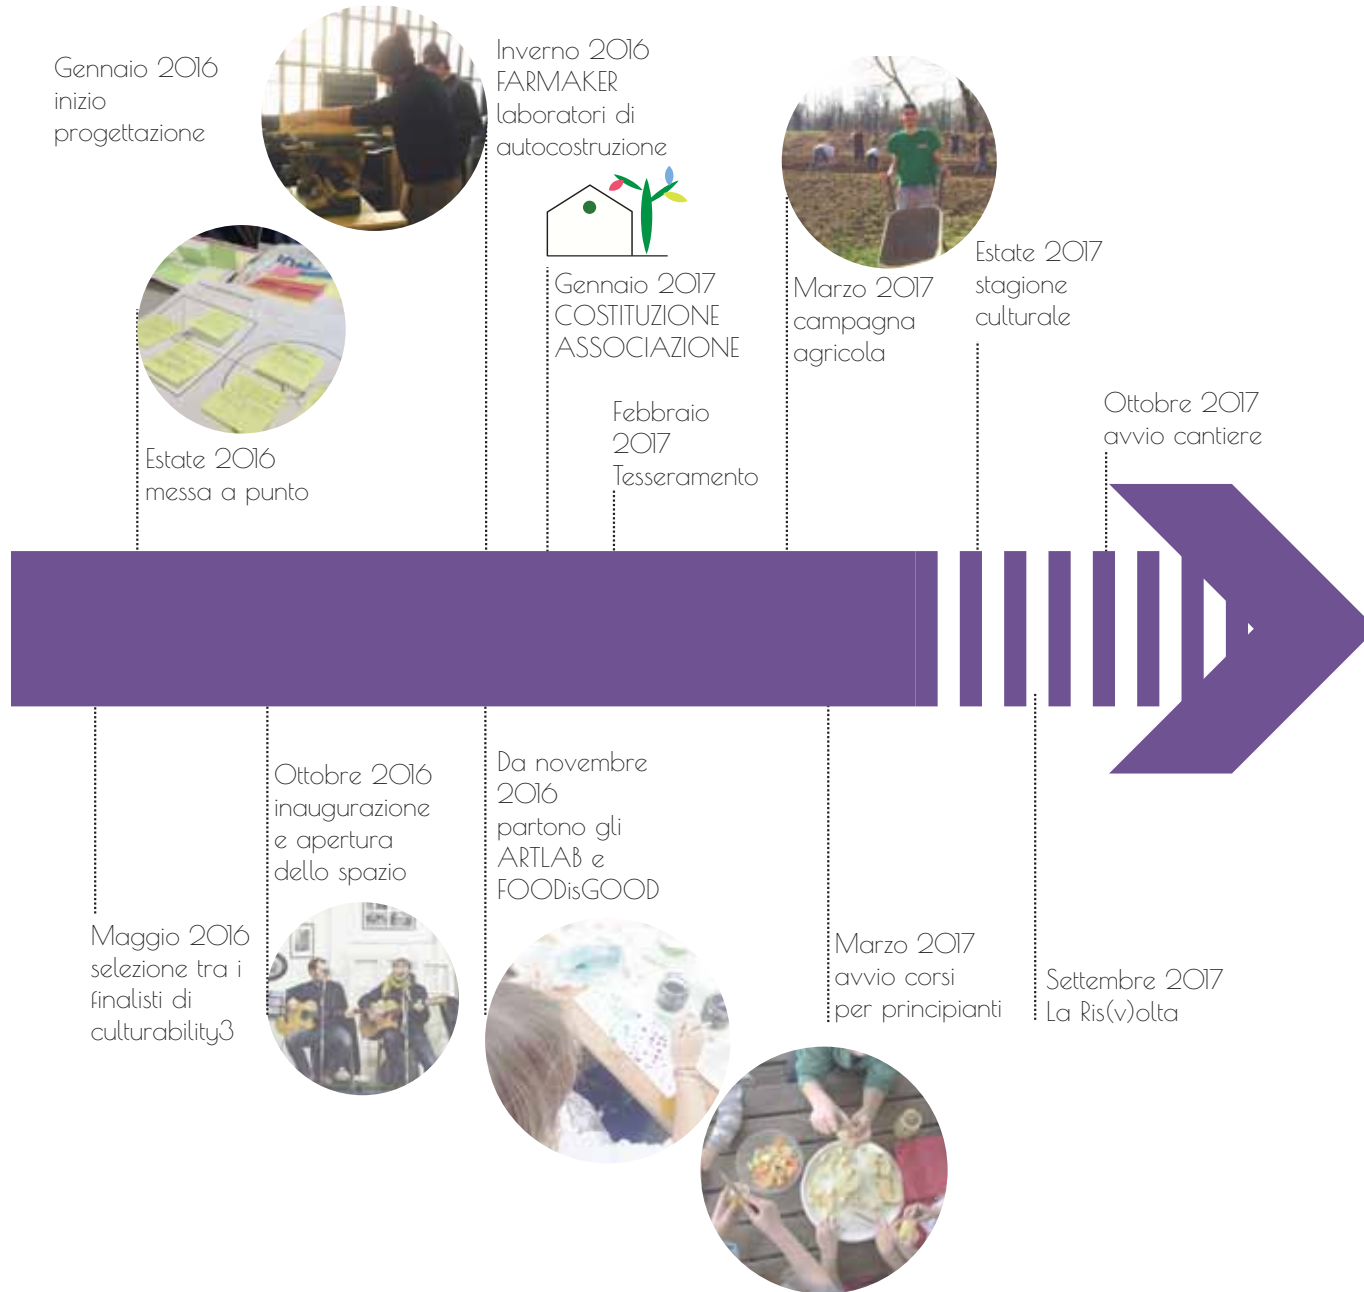 Gennaio 2016
inizio
progettazione
Inverno 2016
FARMAKER
laboratori di
autocostruzione
Gennaio 2017
COSTITUZIONE
ASSOCIAZIONE
Marzo 2017
campagna
agricola
Estate 2017
stagione
culturale
Febbraio
2017
Tesseramento
Ottobre 2017
avvio cantiere
Estate 2016
messa a punto
Maggio 2016
selezione tra i
finalisti di
culturability3
Ottobre 2016
inaugurazione
e apertura
dello spazio
Da novembre
2016
partono gli
ARTLAB e
FOODisGOOD
Marzo 2017
avvio corsi
per principianti
Settembre 2017
La Ris(v)olta